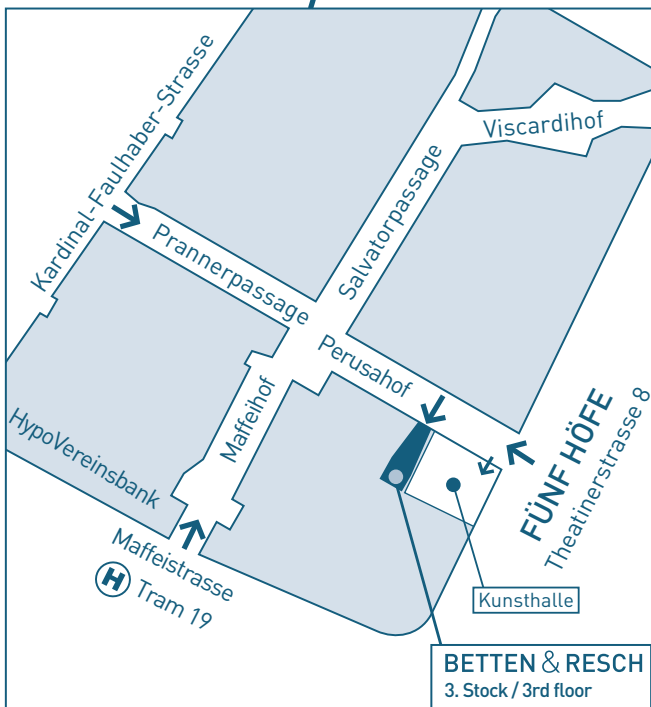 Kardinal-Faulhaber-Strasse
Viscardihof
Salvatorpassage
Prannerpassage
Perusahof
Maffeihof
HypoVereinsbank
FÜNF HÖFE
Theatinerstrasse 8
Maffeistrasse
H Tram 19
Kunsthalle
BETTEN & RESCH
3. Stock / 3rd floor